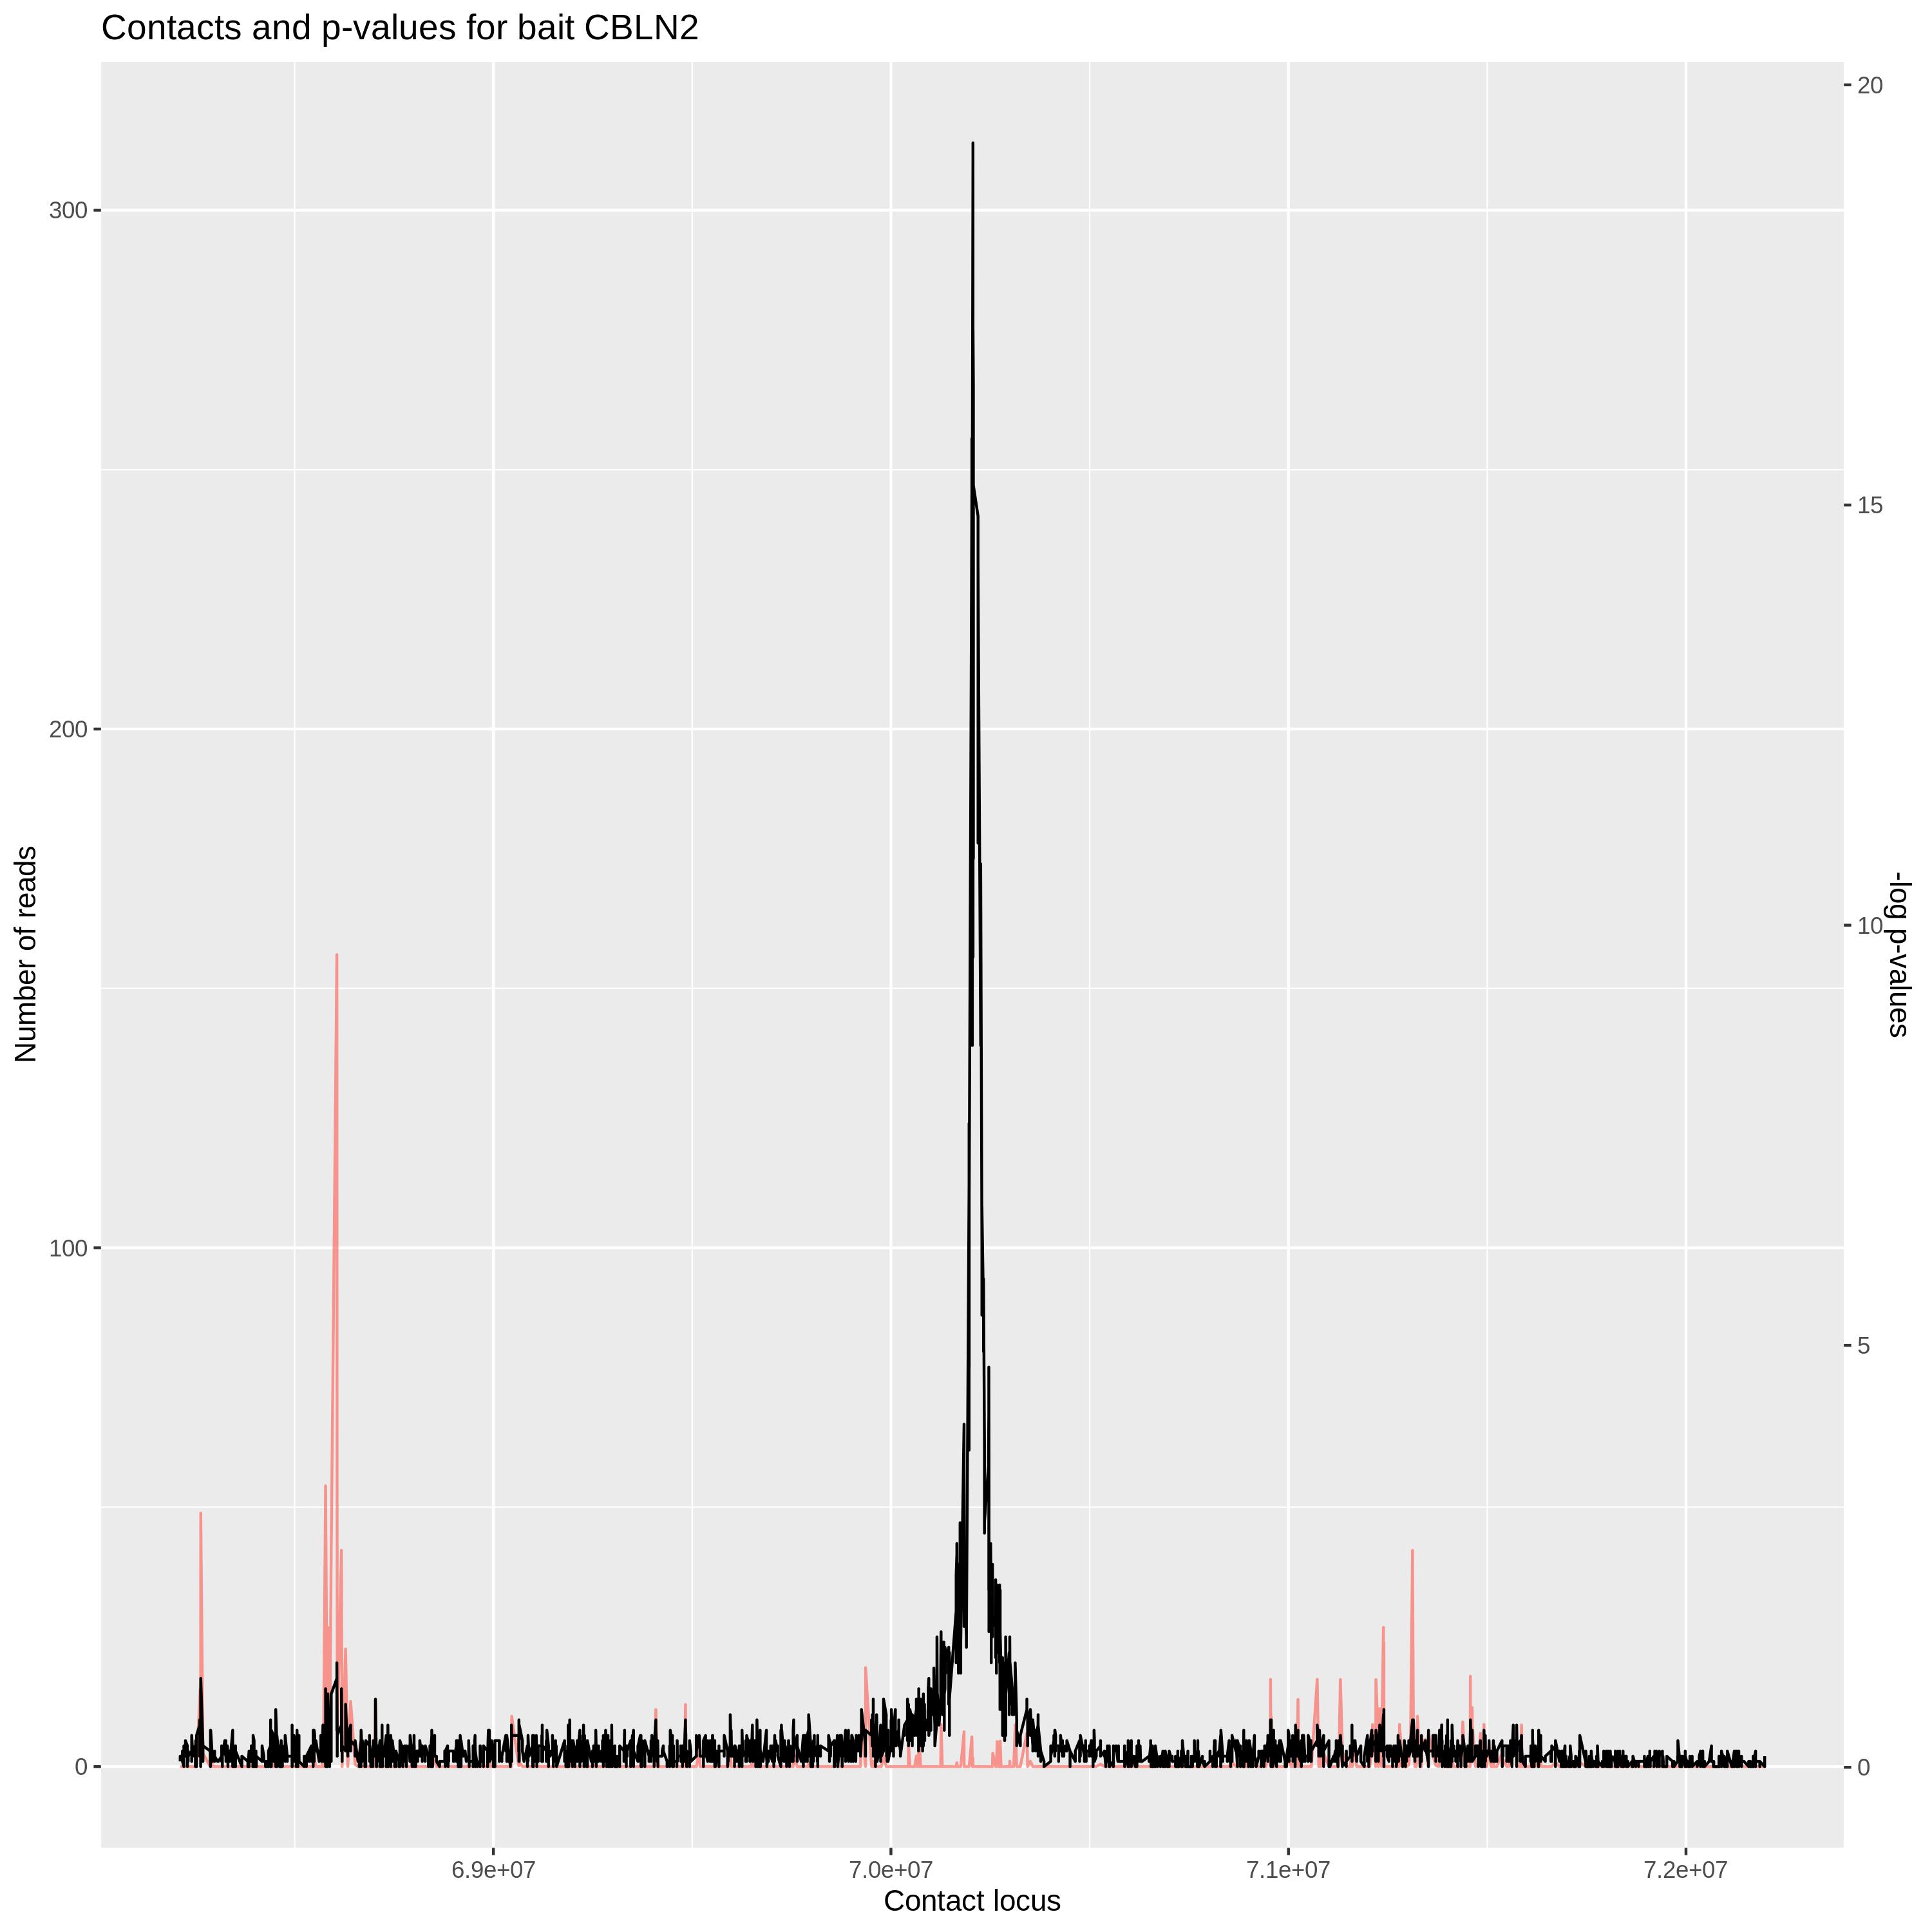 Contacts and p-values for bait CBLN2
20
300
15
200
Number of reads
10
-log p-values
100
5
0
0
6.9e+07
7.0e+07
7.1e+07
7.2e+07
Contact locus